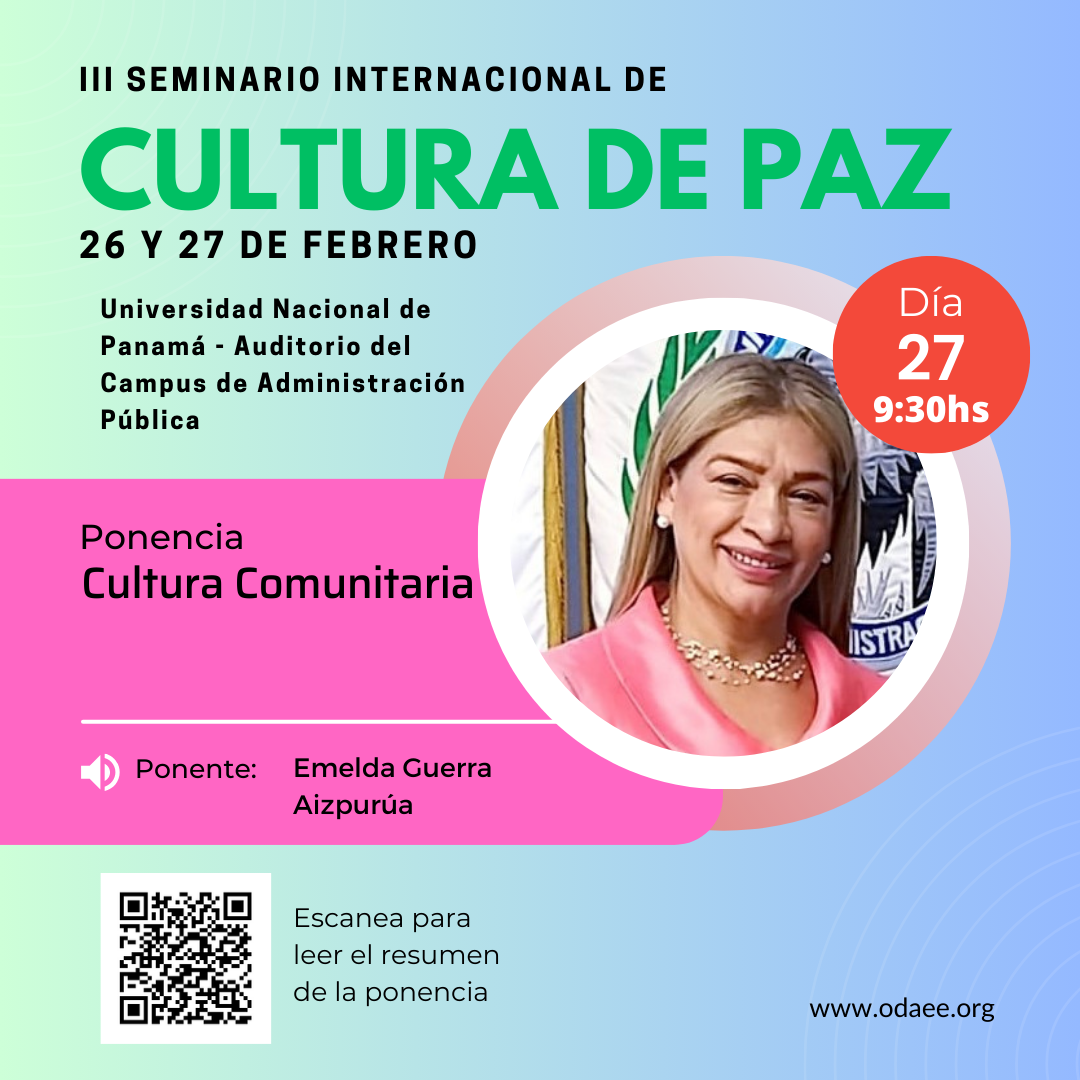 III SEMINARIO INTERNACIONAL DE
CULTURA DE PAZ
26 Y 27 DE FEBRERO
Universidad Nacional de
Panamá - Auditorio del
Campus de Administración
Pública
Día
27
9:30hs
Ponencia
Cultura Comunitaria
Ponente:
Emelda Guerra
Aizpurúa
Escanea para
leer el resumen
de la ponencia
www.odaee.org